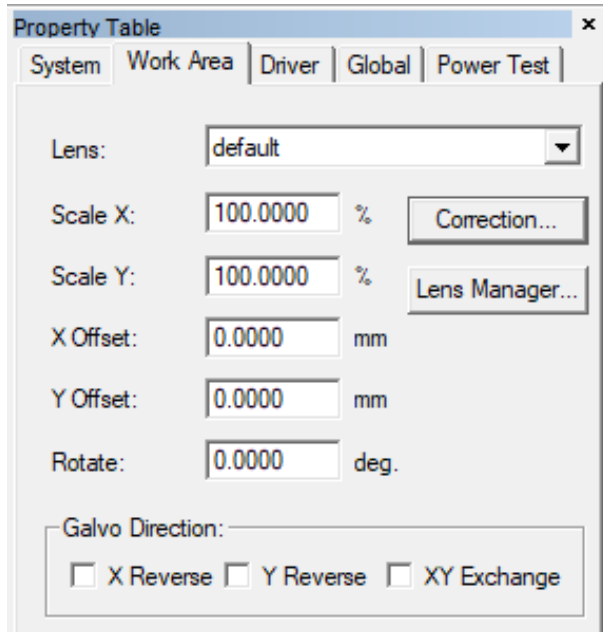 Property Table ×
System Work Area Driver Global Power Test
Lens: default
Scale X: 100.0000 % Correction...
Scale Y: 100.0000 % Lens Manager...
X Offset: 0.0000 mm
Y Offset: 0.0000 mm
Rotate: 0.0000 deg.
Galvo Direction:
X Reverse Y Reverse XY Exchange